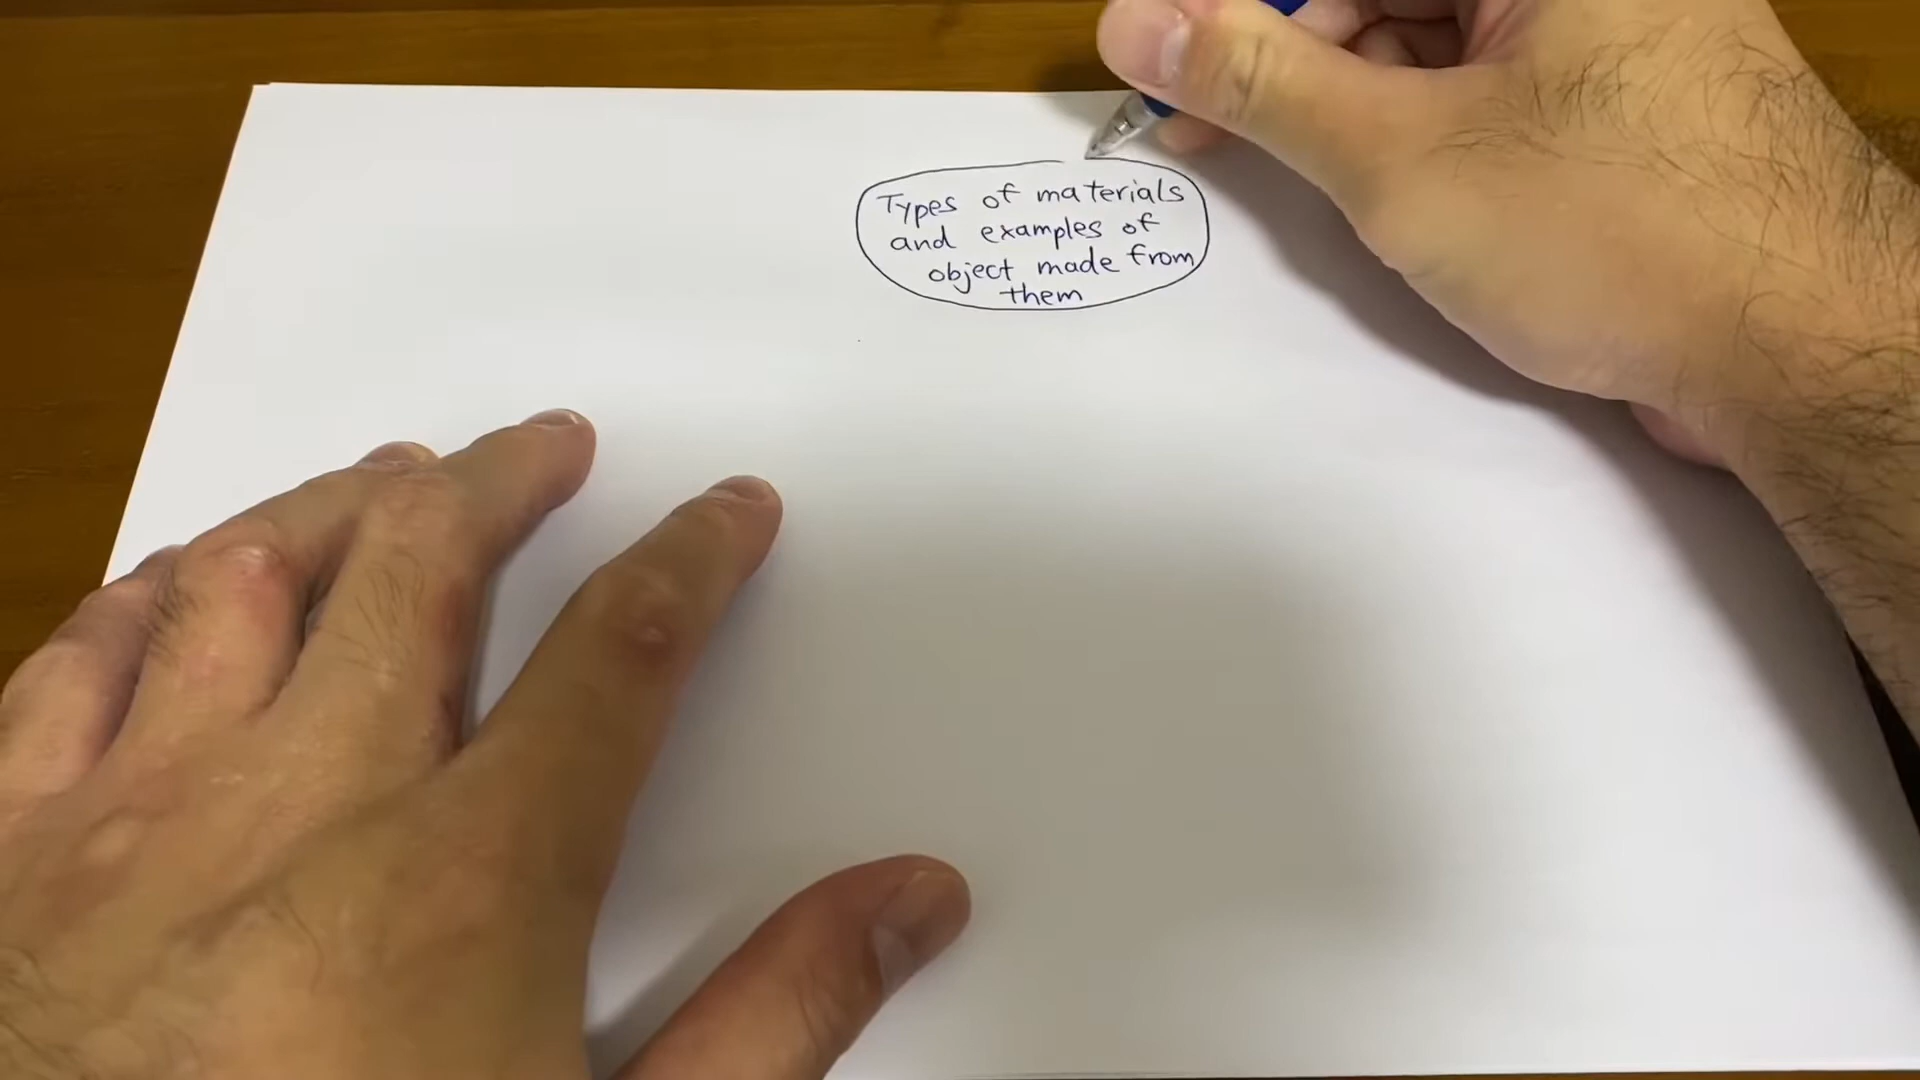 Types of materials
and examples of
object made from
them